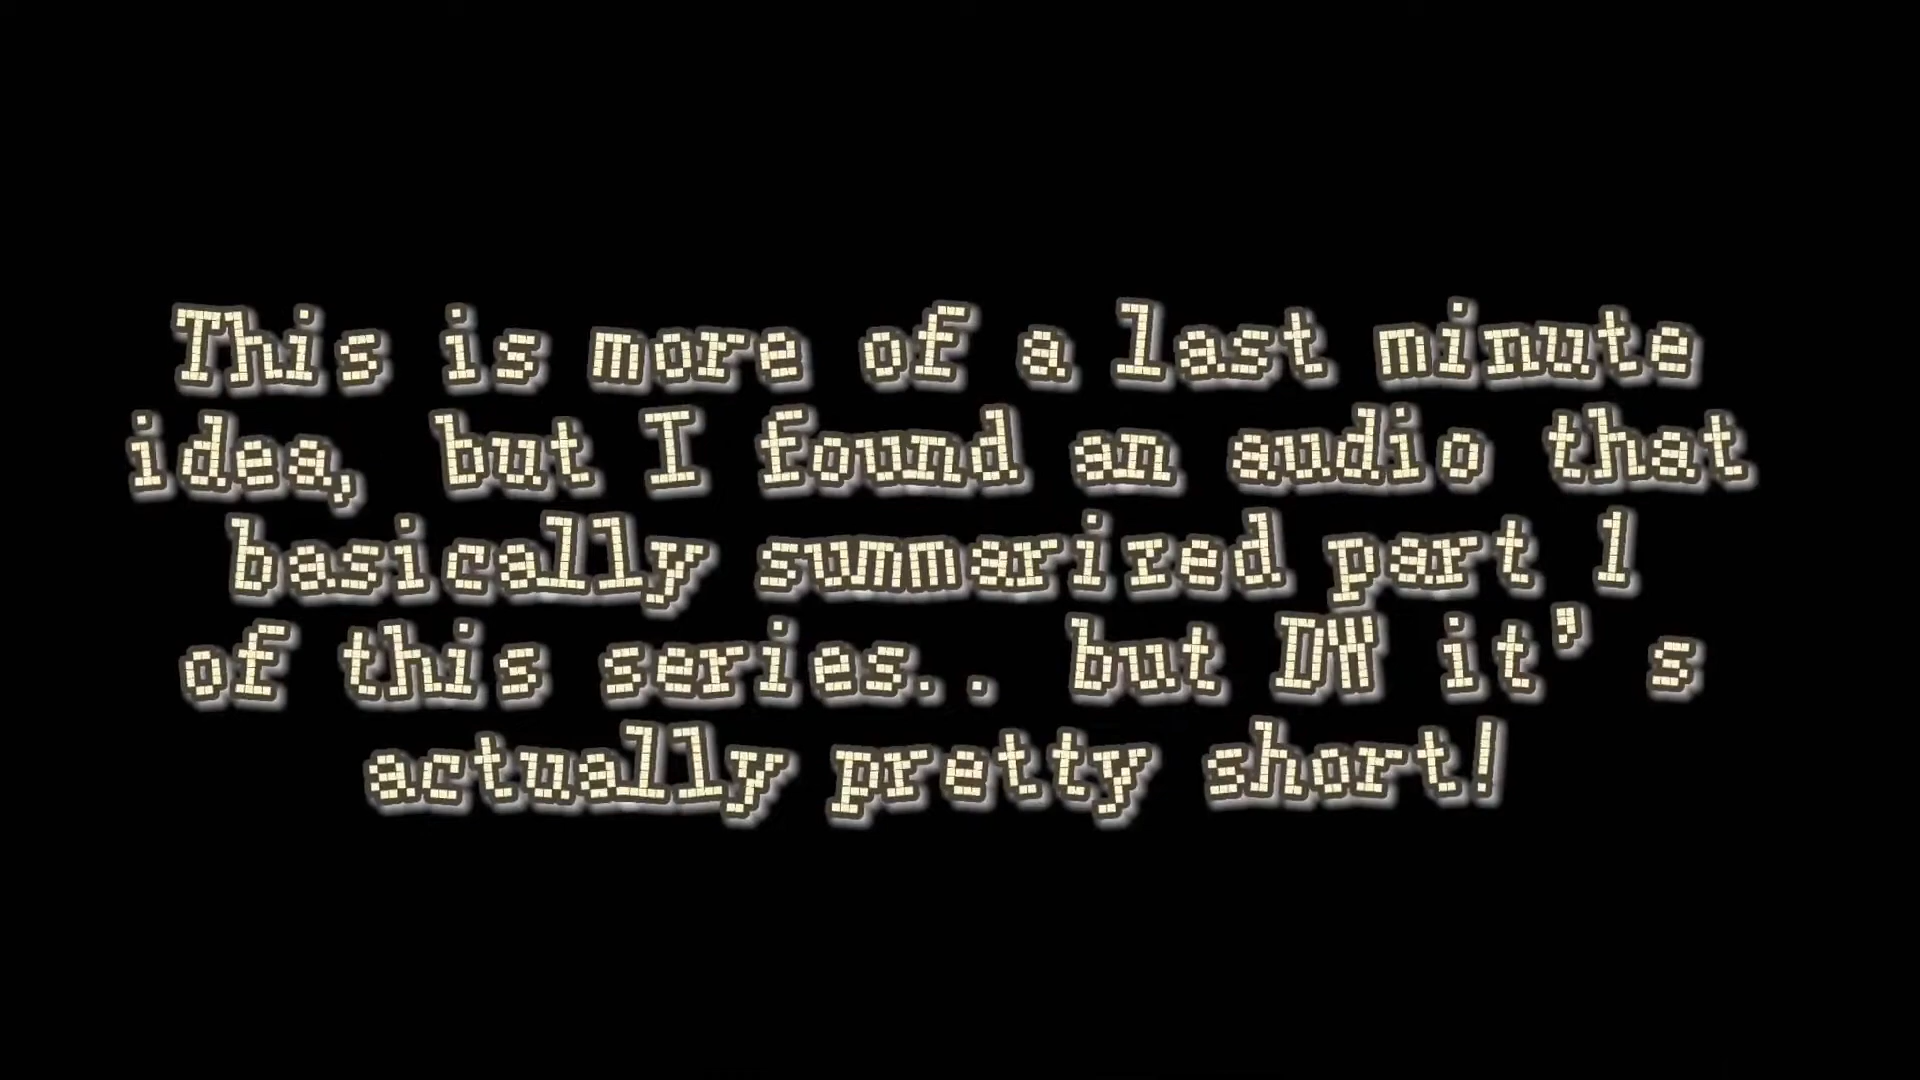 This is more of a last minute
idea, but I found an audio that
basically summarized part 1
of this series.. but DW it's
actually pretty short!